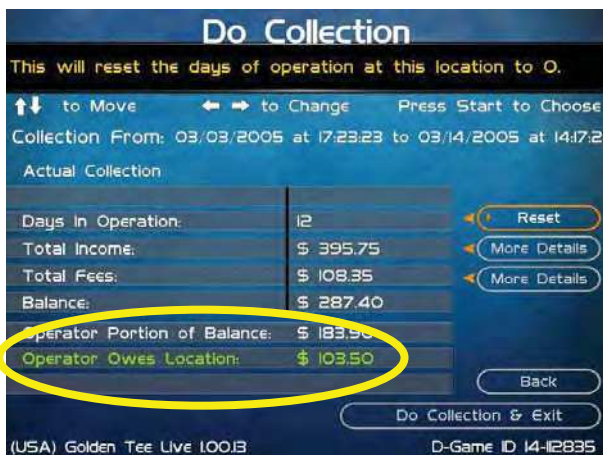 Do Collection
This will reset the days of operation at this location to 0.
to Move to Change Press Start to Choose
Collection From: 03/03/2005 at 17:23:23 to 03/14/2005 at 14:17:2
Actual Collection
Days In Operation: 12 Reset
Total Income: $ 395.75 More Details
Total Fees: $ 108.35 More Details
Balance: $ 287.40
Operator Portion of Balance: $ 183.90
Operator Owes Location: $ 103.50
Back
Do Collection & Exit
(USA) Golden Tee Live 1.00.13 D-Game ID 14-112835